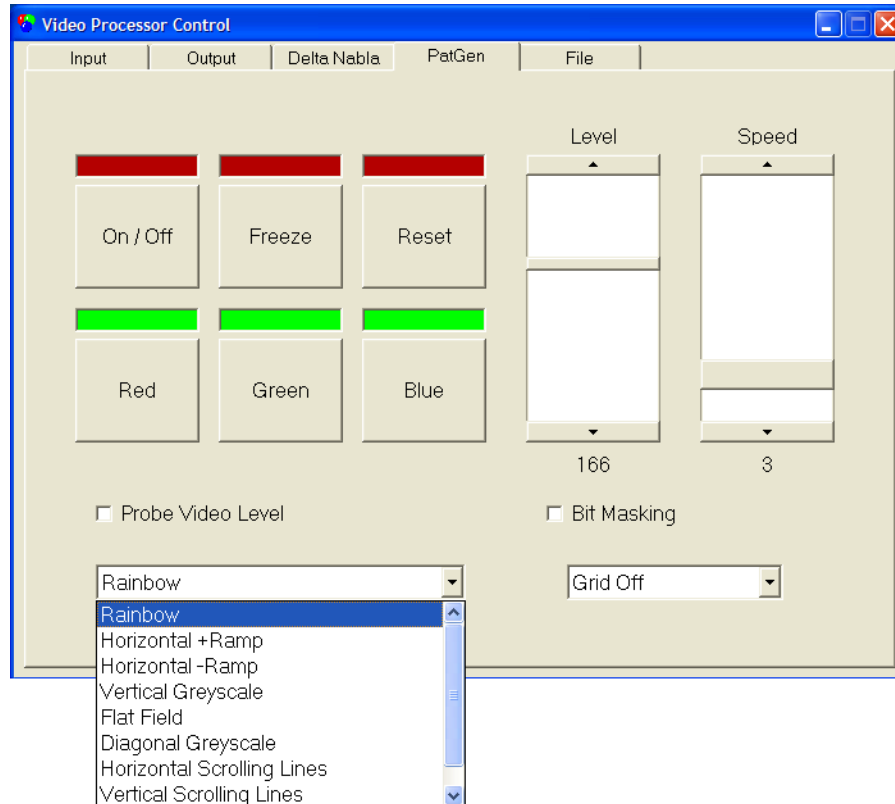 Video Processor Control
Input Output Delta Nabla PatGen File
Level Speed
On / Off Freeze Reset
Red Green Blue
166 3
Probe Video Level Bit Masking
Rainbow Grid Off
Rainbow
Horizontal +Ramp
Horizontal -Ramp
Vertical Greyscale
Flat Field
Diagonal Greyscale
Horizontal Scrolling Lines
Vertical Scrolling Lines